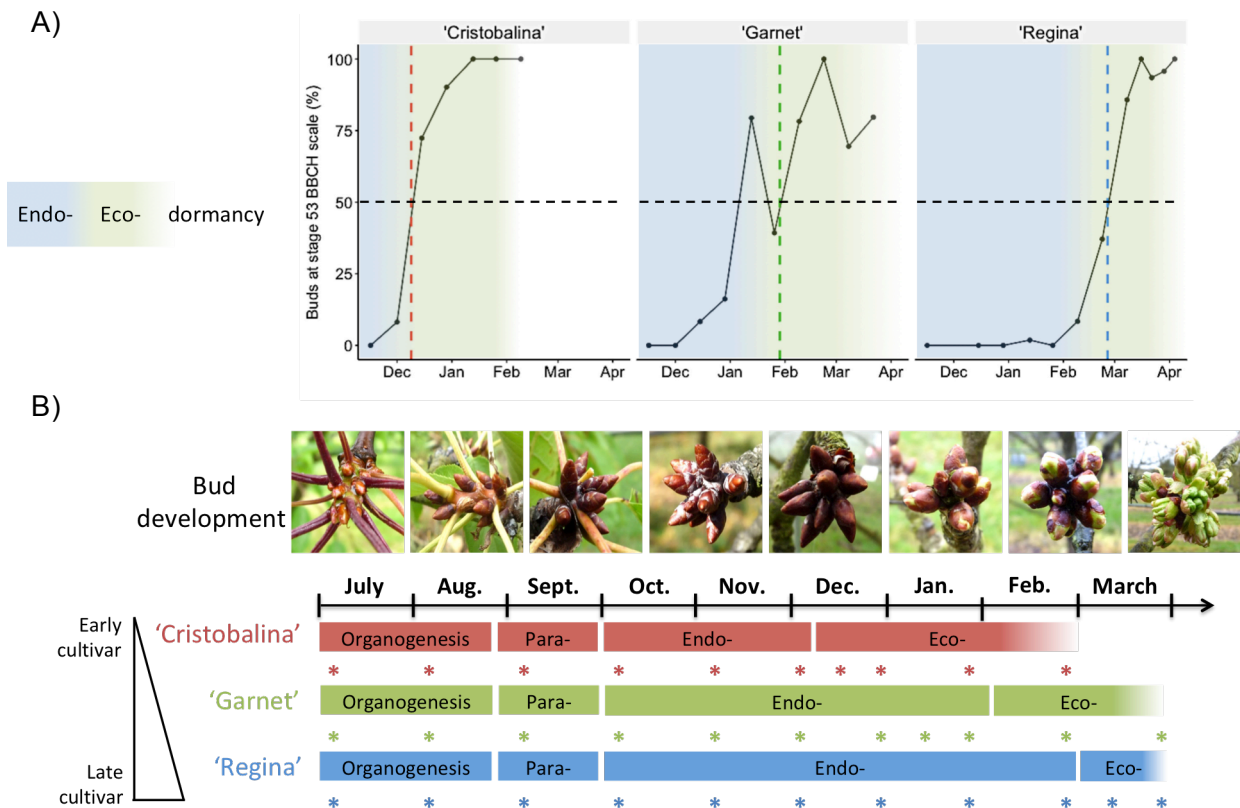 A)
'Cristobalina' 'Garnet' 'Regina'
Buds at stage 53 BBCH scale (%)
100
75
50
25
0
Endo- Eco- dormancy
Dec Jan Feb Mar Apr Dec Jan Feb Mar Apr Dec Jan Feb Mar Apr
B)
Bud
development
July Aug. Sept. Oct. Nov. Dec. Jan. Feb. March
Early
cultivar
‘Cristobalina’ Organogenesis Para- Endo- Eco-
* * * * * * * * * *
‘Garnet’ Organogenesis Para- Endo- Eco-
* * * * * * * * * * *
Late
cultivar
‘Regina’ Organogenesis Para- Endo- Eco-
* * * * * * * * * * *